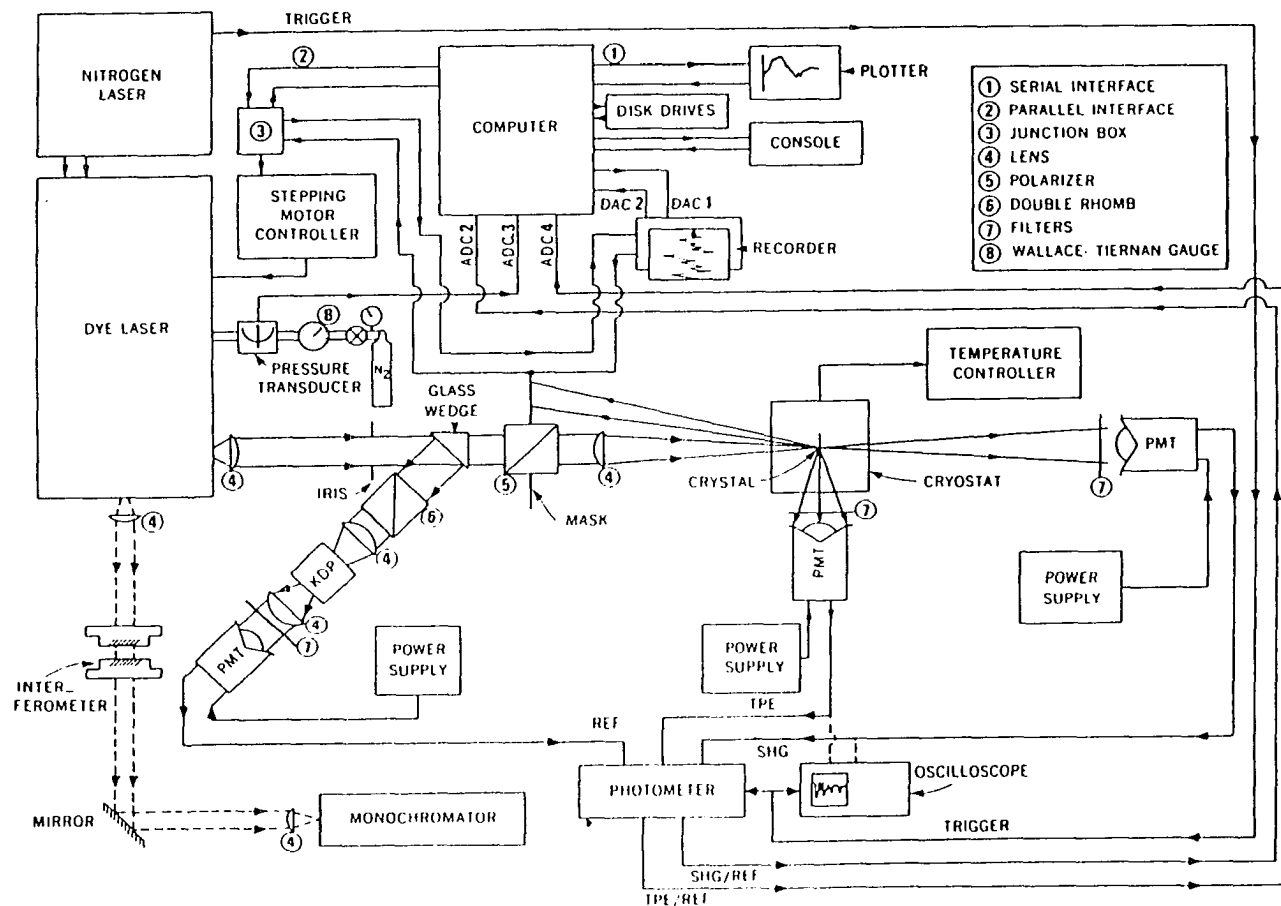 TRIGGER
NITROGEN
LASER
②
①
PLOTTER
COMPUTER
DISK DRIVES
CONSOLE
③
STEPPING
MOTOR
CONTROLLER
ADC2
ADC3
ADC4
DAC 2
DAC 1
RECORDER
① SERIAL INTERFACE
② PARALLEL INTERFACE
③ JUNCTION BOX
④ LENS
⑤ POLARIZER
⑥ DOUBLE RHOMB
⑦ FILTERS
⑧ WALLACE-TIERNAN GAUGE
DYE LASER
⑧
PRESSURE
TRANSDUCER
N2
GLASS
WEDGE
TEMPERATURE
CONTROLLER
④
IRIS
⑤
MASK
④
CRYSTAL
CRYOSTAT
⑦
PMT
④
⑥
④
KDP
④
⑦
PMT
⑦
PMT
POWER
SUPPLY
POWER
SUPPLY
POWER
SUPPLY
INTER_
FEROMETER
REF
TPE
SHG
PHOTOMETER
OSCILLOSCOPE
TRIGGER
MIRROR
④
MONOCHROMATOR
SHG/REF
TPE/REF